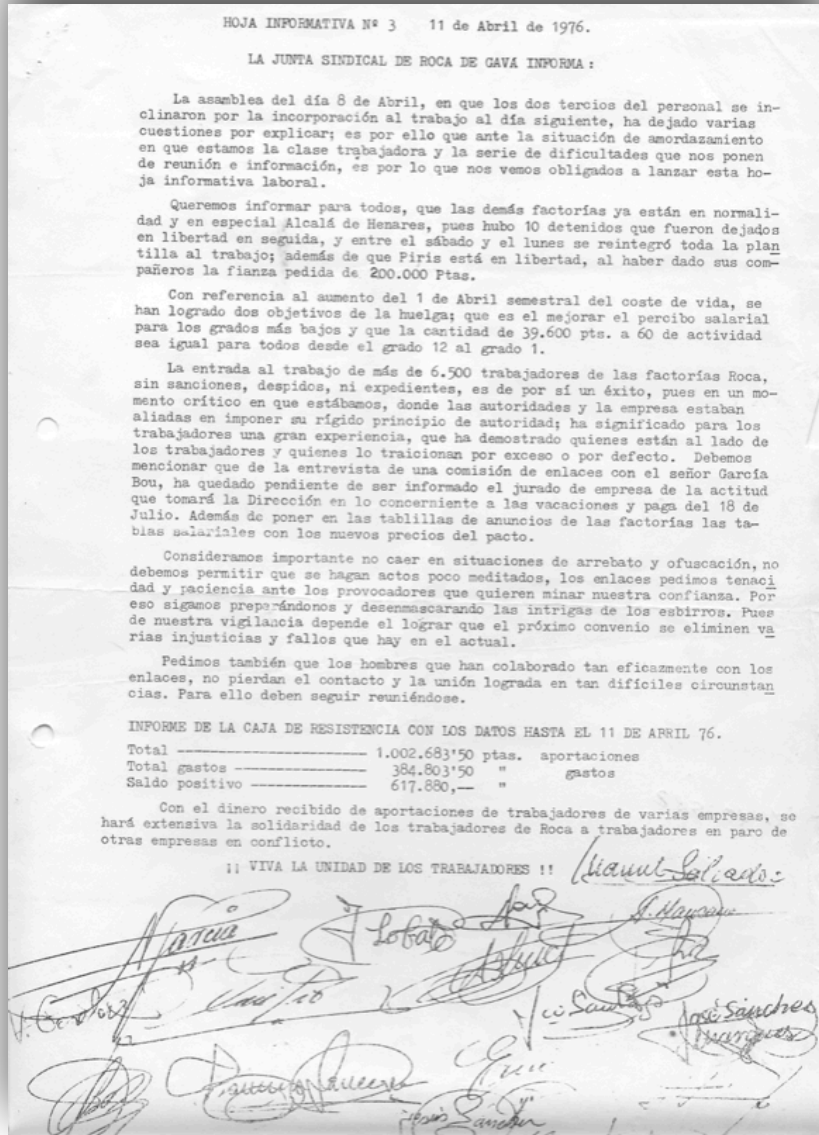 HOJA INFORMATIVA Nº 3 11 de Abril de 1976.
LA JUNTA SINDICAL DE ROCA DE GAVÁ INFORMA:
La asamblea del día 8 de Abril, en que los dos tercios del personal se in-
clinaron por la incorporación al trabajo al día siguiente, ha dejado varias
cuestiones por explicar; es por ello que ante la situación de amordazamiento
en que estamos la clase trabajadora y la serie de dificultades que nos ponen
de reunión e información, es por lo que nos vemos obligados a lanzar esta ho-
ja informativa laboral.
Queremos informar para todos, que las demás factorías ya están en normali-
dad y en especial Alcalá de Henares, pues hubo 10 detenidos que fueron dejados
en libertad en seguida, y entre el sábado y el lunes se reintegró toda la plan
tilla al trabajo; además de que Piris está en libertad, al haber dado sus com-
pañeros la fianza pedida de 200.000 Ptas.
Con referencia al aumento del 1 de Abril semestral del coste de vida, se
han logrado dos objetivos de la huelga; que es el mejorar el percibo salarial
para los grados más bajos y que la cantidad de 39.600 pts. a 60 de actividad
sea igual para todos desde el grado 12 al grado 1.
La entrada al trabajo de más de 6.500 trabajadores de las factorías Roca,
sin sanciones, despidos, ni expedientes, es de por sí un éxito, pues en un mo-
mento crítico en que estábamos, donde las autoridades y la empresa estaban
aliadas en imponer su rígido principio de autoridad; ha significado para los
trabajadores una gran experiencia, que ha demostrado quienes están al lado de
los trabajadores y quienes lo traicionan por exceso o por defecto. Debemos
mencionar que de la entrevista de una comisión de enlaces con el señor García
Bou, ha quedado pendiente de ser informado el jurado de empresa de la actitud
que tomará la Dirección en lo concerniente a las vacaciones y paga del 18 de
Julio. Además de poner en las tablillas de anuncios de las factorías las ta-
blas salariales con los nuevos precios del pacto.
Consideramos importante no caer en situaciones de arrebato y ofuscación, no
debemos permitir que se hagan actos poco meditados, los enlaces pedimos tenaci
dad y paciencia ante los provocadores que quieren minar nuestra confianza. Por
eso sigamos preparándonos y desenmascarando las intrigas de los esbirros. Pues
de nuestra vigilancia depende el lograr que el próximo convenio se eliminen va
rias injusticias y fallos que hay en el actual.
Pedimos también que los hombres que han colaborado tan eficazmente con los
enlaces, no pierdan el contacto y la unión lograda en tan difíciles circunstan
cias. Para ello deben seguir reuniéndose.
INFORME DE LA CAJA DE RESISTENCIA CON LOS DATOS HASTA EL 11 DE ABRIL 76.
Total ------------------- 1.002.683'50 ptas. aportaciones
Total gastos -------------- 384.803'50 " gastos
Saldo positivo ------------ 617.880,-- "
Con el dinero recibido de aportaciones de trabajadores de varias empresas, se
hará extensiva la solidaridad de los trabajadores de Roca a trabajadores en paro de
otras empresas en conflicto.
¡¡ VIVA LA UNIDAD DE LOS TRABAJADORES !!
Manuel Salvador
García
J Lobato
José Sánches
Marques
Jesús Sánchez